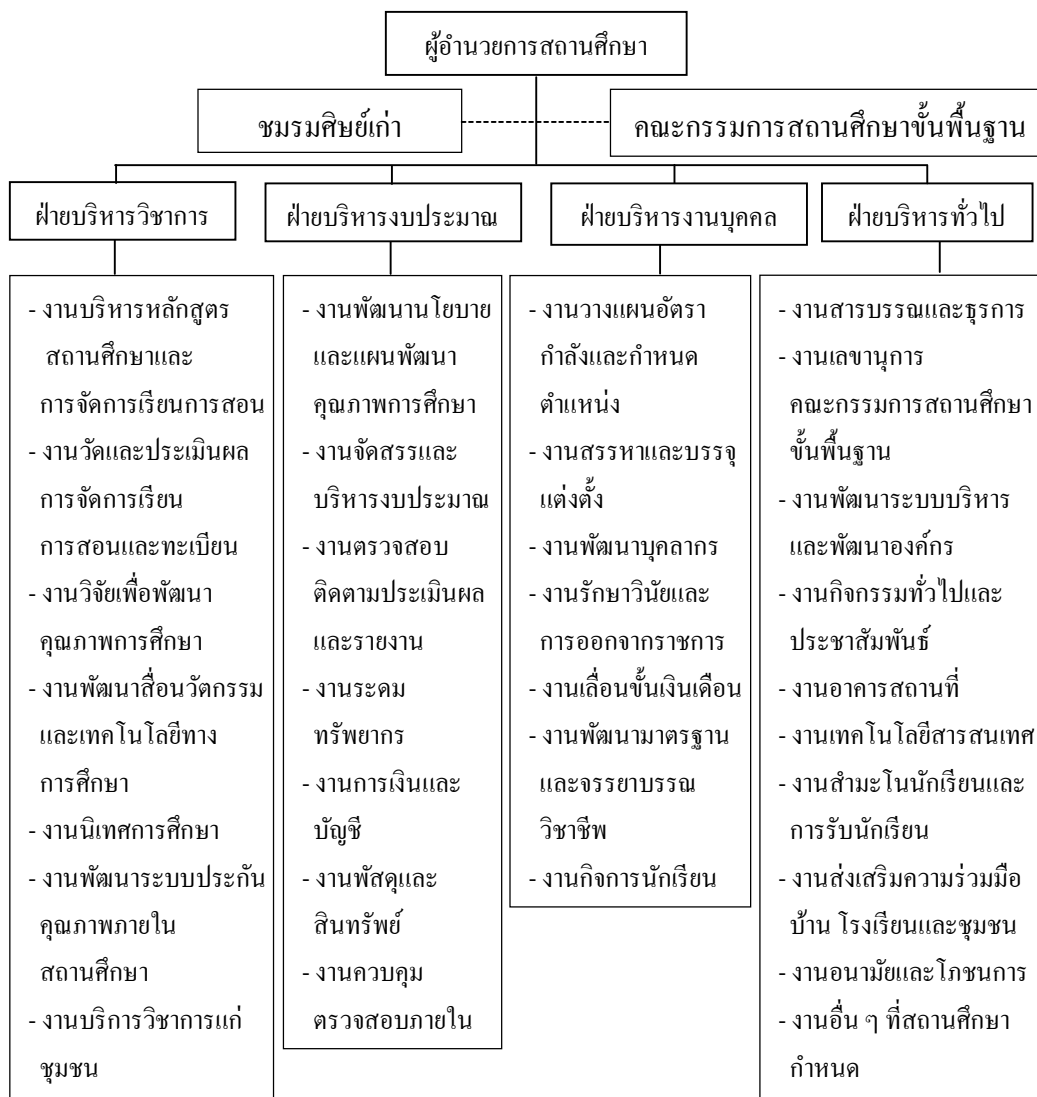 ผู้อำนวยการสถานศึกษา
ชมรมศิษย์เก่า
คณะกรรมการสถานศึกษาขั้นพื้นฐาน
ฝ่ายบริหารวิชาการ
ฝ่ายบริหารงบประมาณ
ฝ่ายบริหารงานบุคคล
ฝ่ายบริหารทั่วไป
- งานบริหารหลักสูตร
สถานศึกษาและ
การจัดการเรียนการสอน
- งานวัดและประเมินผล
การจัดการเรียน
การสอนและทะเบียน
- งานวิจัยเพื่อพัฒนา
คุณภาพการศึกษา
- งานพัฒนาสื่อนวัตกรรม
และเทคโนโลยีทาง
การศึกษา
- งานนิเทศการศึกษา
- งานพัฒนาระบบประกัน
คุณภาพภายใน
สถานศึกษา
- งานบริการวิชาการแก่
ชุมชน
- งานพัฒนานโยบาย
และแผนพัฒนา
คุณภาพการศึกษา
- งานจัดสรรและ
บริหารงบประมาณ
- งานตรวจสอบ
ติดตามประเมินผล
และรายงาน
- งานระดม
ทรัพยากร
- งานการเงินและ
บัญชี
- งานพัสดุและ
สินทรัพย์
- งานควบคุม
ตรวจสอบภายใน
- งานวางแผนอัตรา
กำลังและกำหนด
ตำแหน่ง
- งานสรรหาและบรรจุ
แต่งตั้ง
- งานพัฒนาบุคลากร
- งานรักษาวินัยและ
การออกจากราชการ
- งานเลื่อนขั้นเงินเดือน
- งานพัฒนามาตรฐาน
และจรรยาบรรณ
วิชาชีพ
- งานกิจการนักเรียน
- งานสารบรรณและธุรการ
- งานเลขานุการ
คณะกรรมการสถานศึกษา
ขั้นพื้นฐาน
- งานพัฒนาระบบบริหาร
และพัฒนาองค์กร
- งานกิจกรรมทั่วไปและ
ประชาสัมพันธ์
- งานอาคารสถานที่
- งานเทคโนโลยีสารสนเทศ
- งานสำมะโนนักเรียนและ
การรับนักเรียน
- งานส่งเสริมความร่วมมือ
บ้าน โรงเรียนและชุมชน
- งานอนามัยและโภชนการ
- งานอื่น ๆ ที่สถานศึกษา
กำหนด